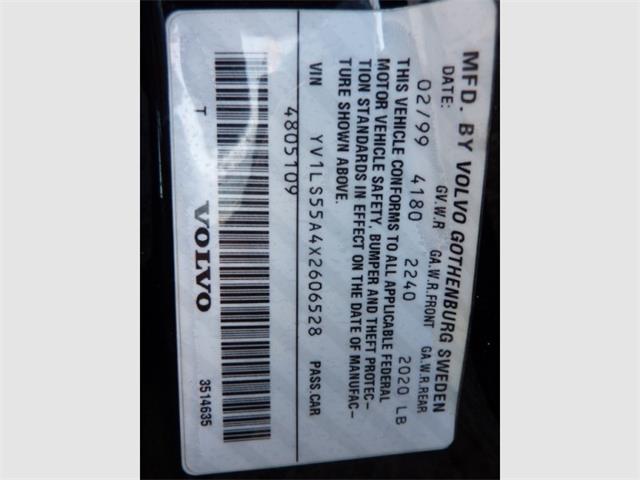 MFD. BY VOLVO GOTHENBURG SWEDEN
DATE: GV.W.R GA.W.R.FRONT GA.W.R.REAR
02/99 4180 2240 2020 LB
THIS VEHICLE CONFORMS TO ALL APPLICABLE FEDERAL
MOTOR VEHICLE SAFETY, BUMPER AND THEFT PROTEC-
TION STANDARDS IN EFFECT ON THE DATE OF MANUFAC-
TURE SHOWN ABOVE.
VIN YV1LS55A4X2606528 PASS.CAR
4805109
T VOLVO 3514635